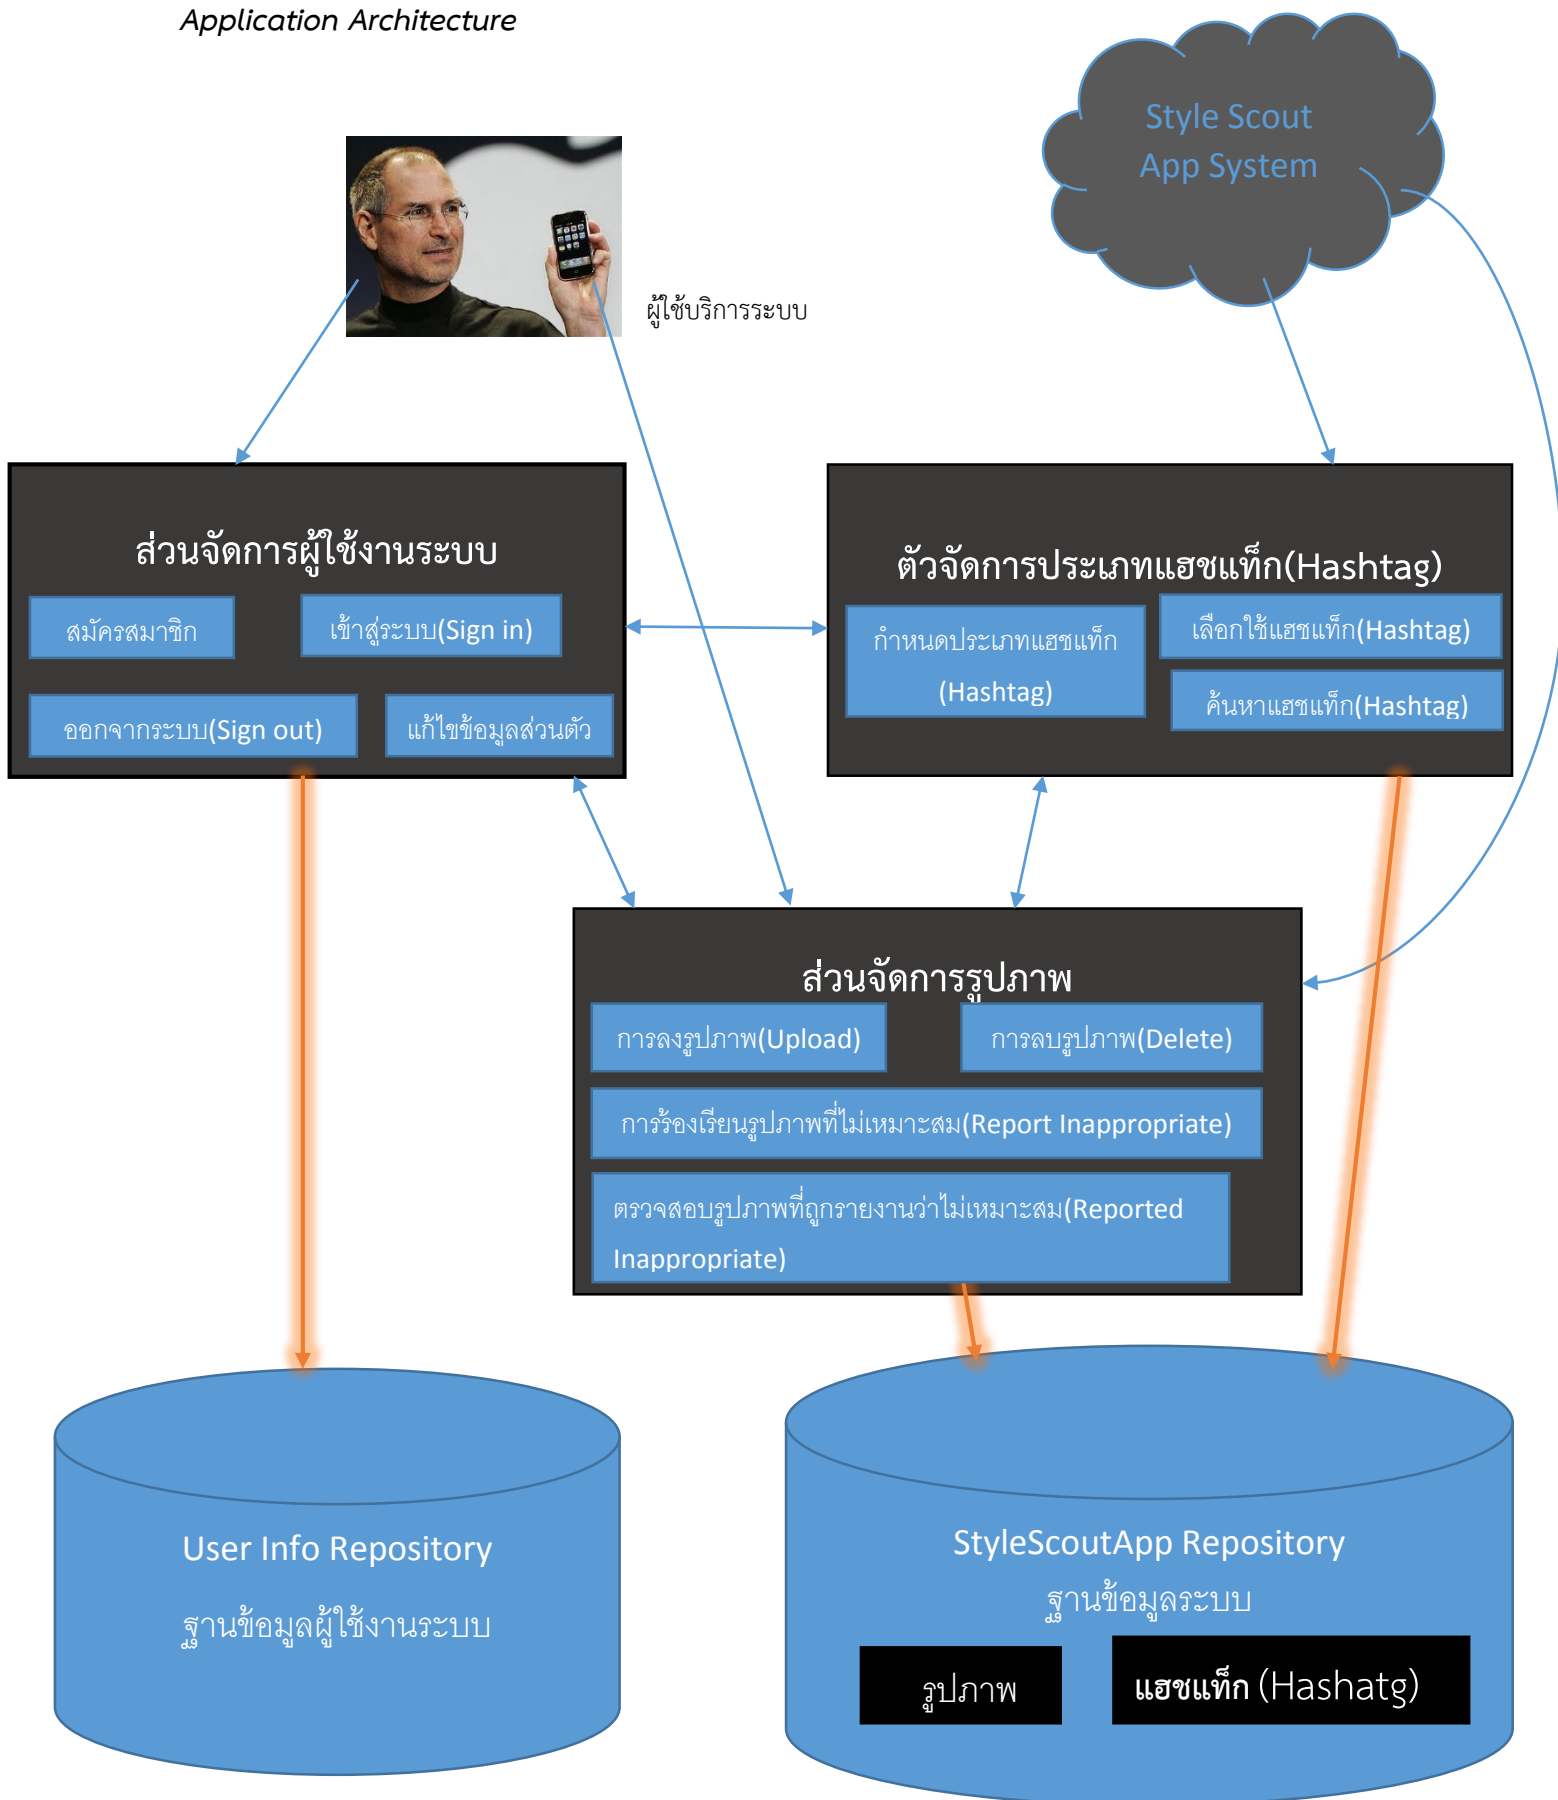 Application Architecture
Style Scout
App System
ผู้ใช้บริการระบบ
ส่วนจัดการผู้ใช้งานระบบ
สมัครสมาชิก
เข้าสู่ระบบ(Sign in)
ออกจากระบบ(Sign out)
แก้ไขข้อมูลส่วนตัว
ตัวจัดการประเภทแฮชแท็ก(Hashtag)
กำหนดประเภทแฮชแท็ก
(Hashtag)
เลือกใช้แฮชแท็ก(Hashtag)
ค้นหาแฮชแท็ก(Hashtag)
ส่วนจัดการรูปภาพ
การลงรูปภาพ(Upload)
การลบรูปภาพ(Delete)
การร้องเรียนรูปภาพที่ไม่เหมาะสม(Report Inappropriate)
ตรวจสอบรูปภาพที่ถูกรายงานว่าไม่เหมาะสม(Reported
Inappropriate)
User Info Repository
ฐานข้อมูลผู้ใช้งานระบบ
StyleScoutApp Repository
ฐานข้อมูลระบบ
รูปภาพ
แฮชแท็ก (Hashatg)